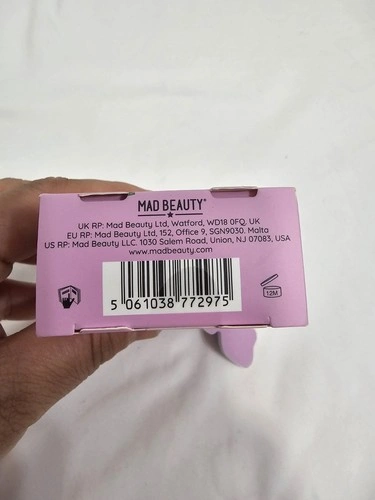 MAD BEAUTY
UK RP: Mad Beauty Ltd, Watford, WD18 0FQ, UK
EU RP: Mad Beauty Ltd, 152, Office 9, SGN9030. Malta
US RP: Mad Beauty LLC. 1030 Salem Road, Union, NJ 07083, USA
www.madbeauty.com
5 061038 772975
12M